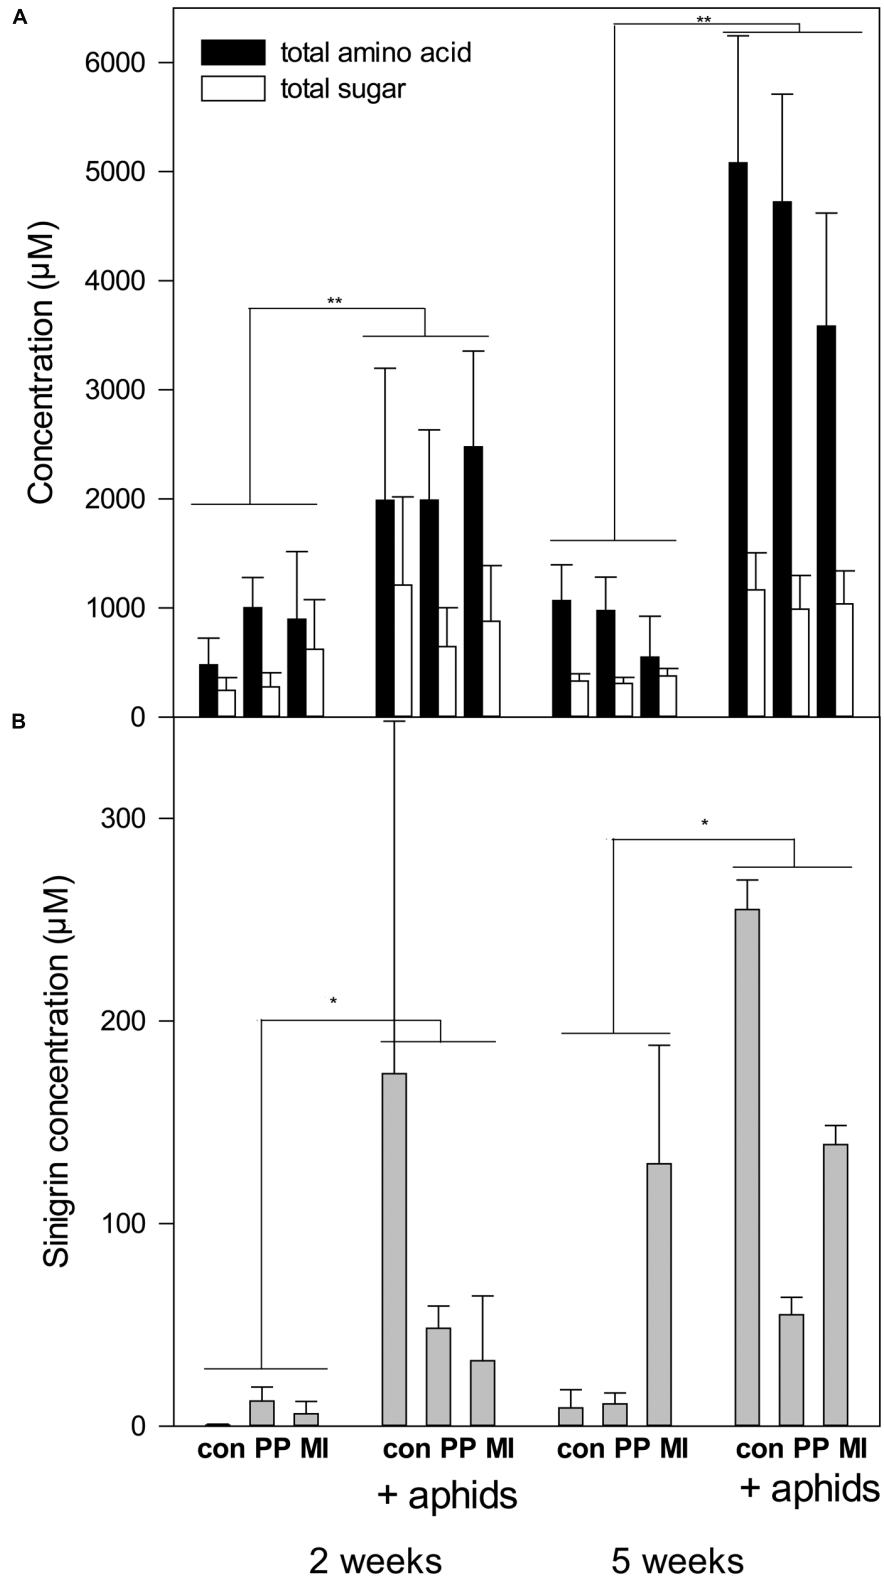 A
**
total amino acid
total sugar
6000
5000
4000
3000
2000
1000
0
Concentration (µM)
**
B
300
200
100
0
Sinigrin concentration (µM)
*
*
con PP MI con PP MI con PP MI con PP MI
+ aphids + aphids
2 weeks 5 weeks